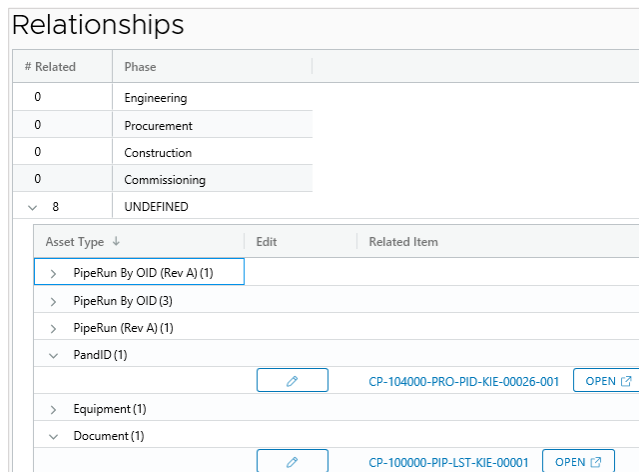 Relationships
# Related Phase
0 Engineering
0 Procurement
0 Construction
0 Commissioning
8 UNDEFINED
Asset Type ↓ Edit Related Item
PipeRun By OID (Rev A) (1)
PipeRun By OID (3)
PipeRun (Rev A) (1)
PandID (1)
CP-104000-PRO-PID-KIE-00026-001 OPEN
Equipment (1)
Document (1)
CP-100000-PIP-LST-KIE-00001 OPEN